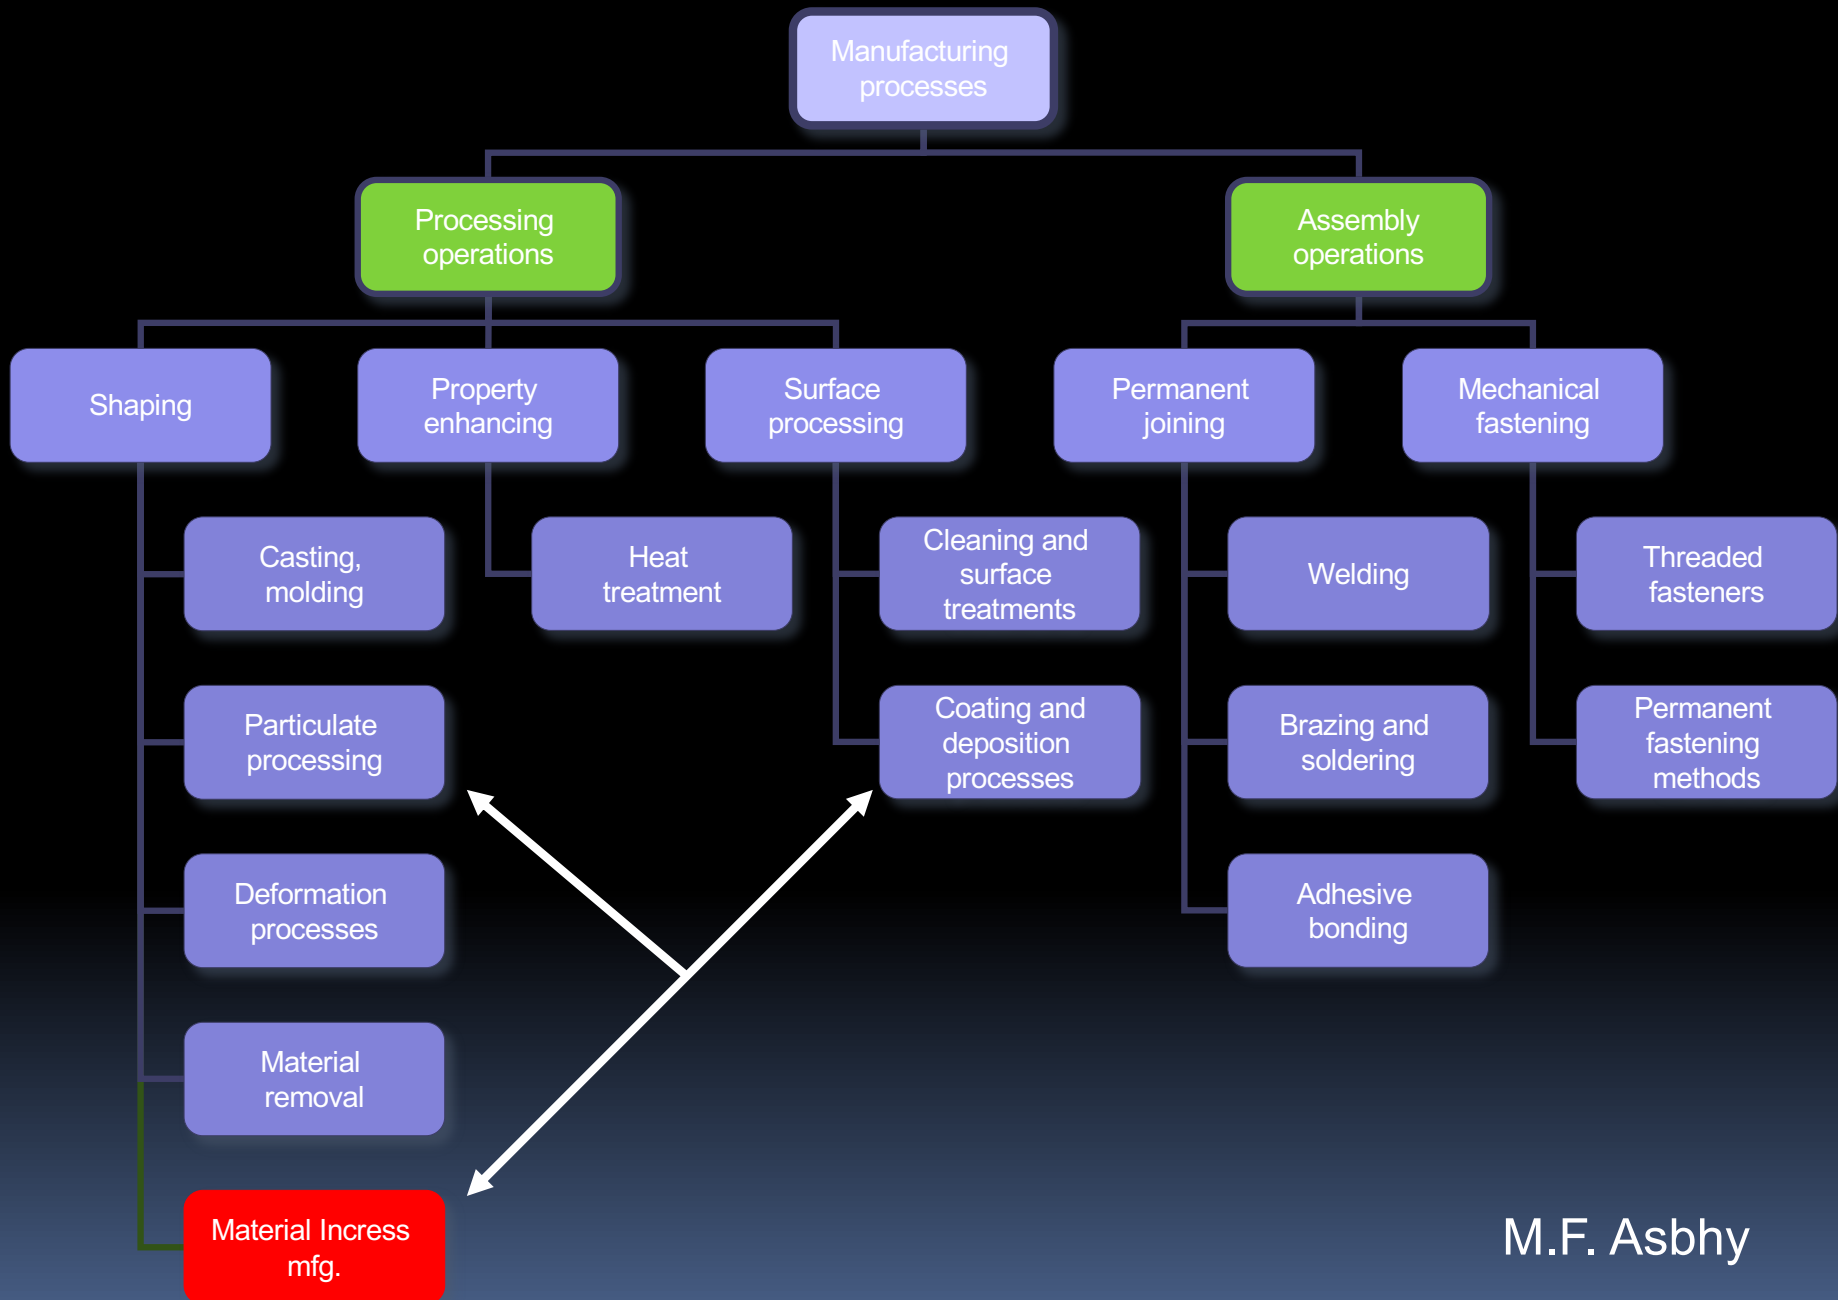 Manufacturing
processes
Processing
operations
Assembly
operations
Shaping
Property
enhancing
Surface
processing
Permanent
joining
Mechanical
fastening
Casting,
molding
Heat
treatment
Cleaning and
surface
treatments
Welding
Threaded
fasteners
Particulate
processing
Coating and
deposition
processes
Brazing and
soldering
Permanent
fastening
methods
Deformation
processes
Adhesive
bonding
Material
removal
Material Incress
mfg.
M.F. Asbhy